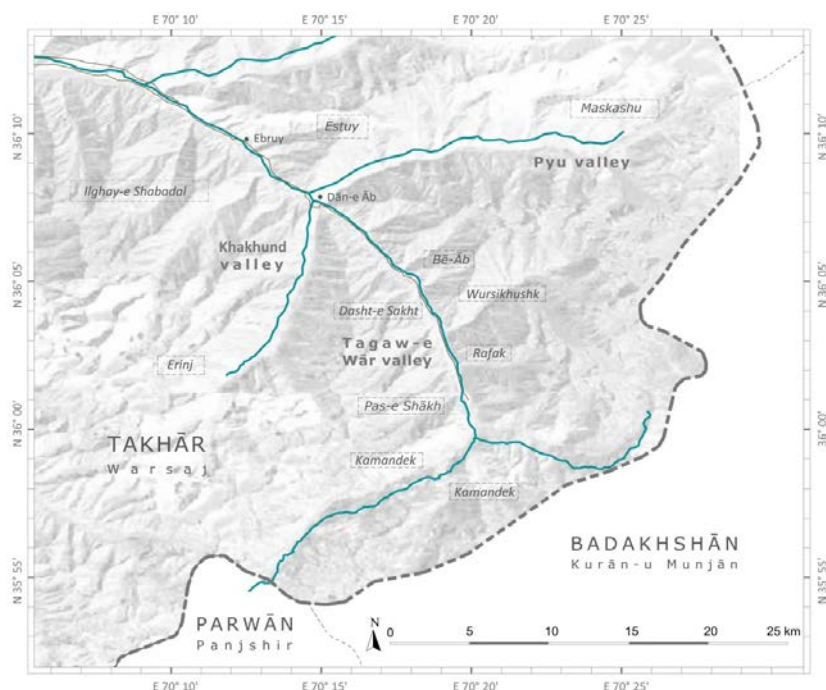 E 70° 10'
E 70° 15'
E 70° 20'
E 70° 25'
Maskashu
N 36° 10'
Ebruy
Estuy
N 36° 10'
Pyu valley
Ilghay-e Shabadal
Dān-e Āb
Khakhund
valley
Bē-Āb
N 36° 05'
Wursikhushk
N 36° 05'
Dasht-e Sakht
Tagaw-e
Wār valley
Rafak
Erinj
Pas-e Shākh
N 36° 00'
N 36° 00'
TAKHĀR
Warsaj
Kamandek
Kamandek
BADAKHSHĀN
Kurān-u Munjān
N 35° 55'
N 35° 55'
PARWĀN
Panjshir
N
0 5 10 15 20 25 km
E 70° 10'
E 70° 15'
E 70° 20'
E 70° 25'